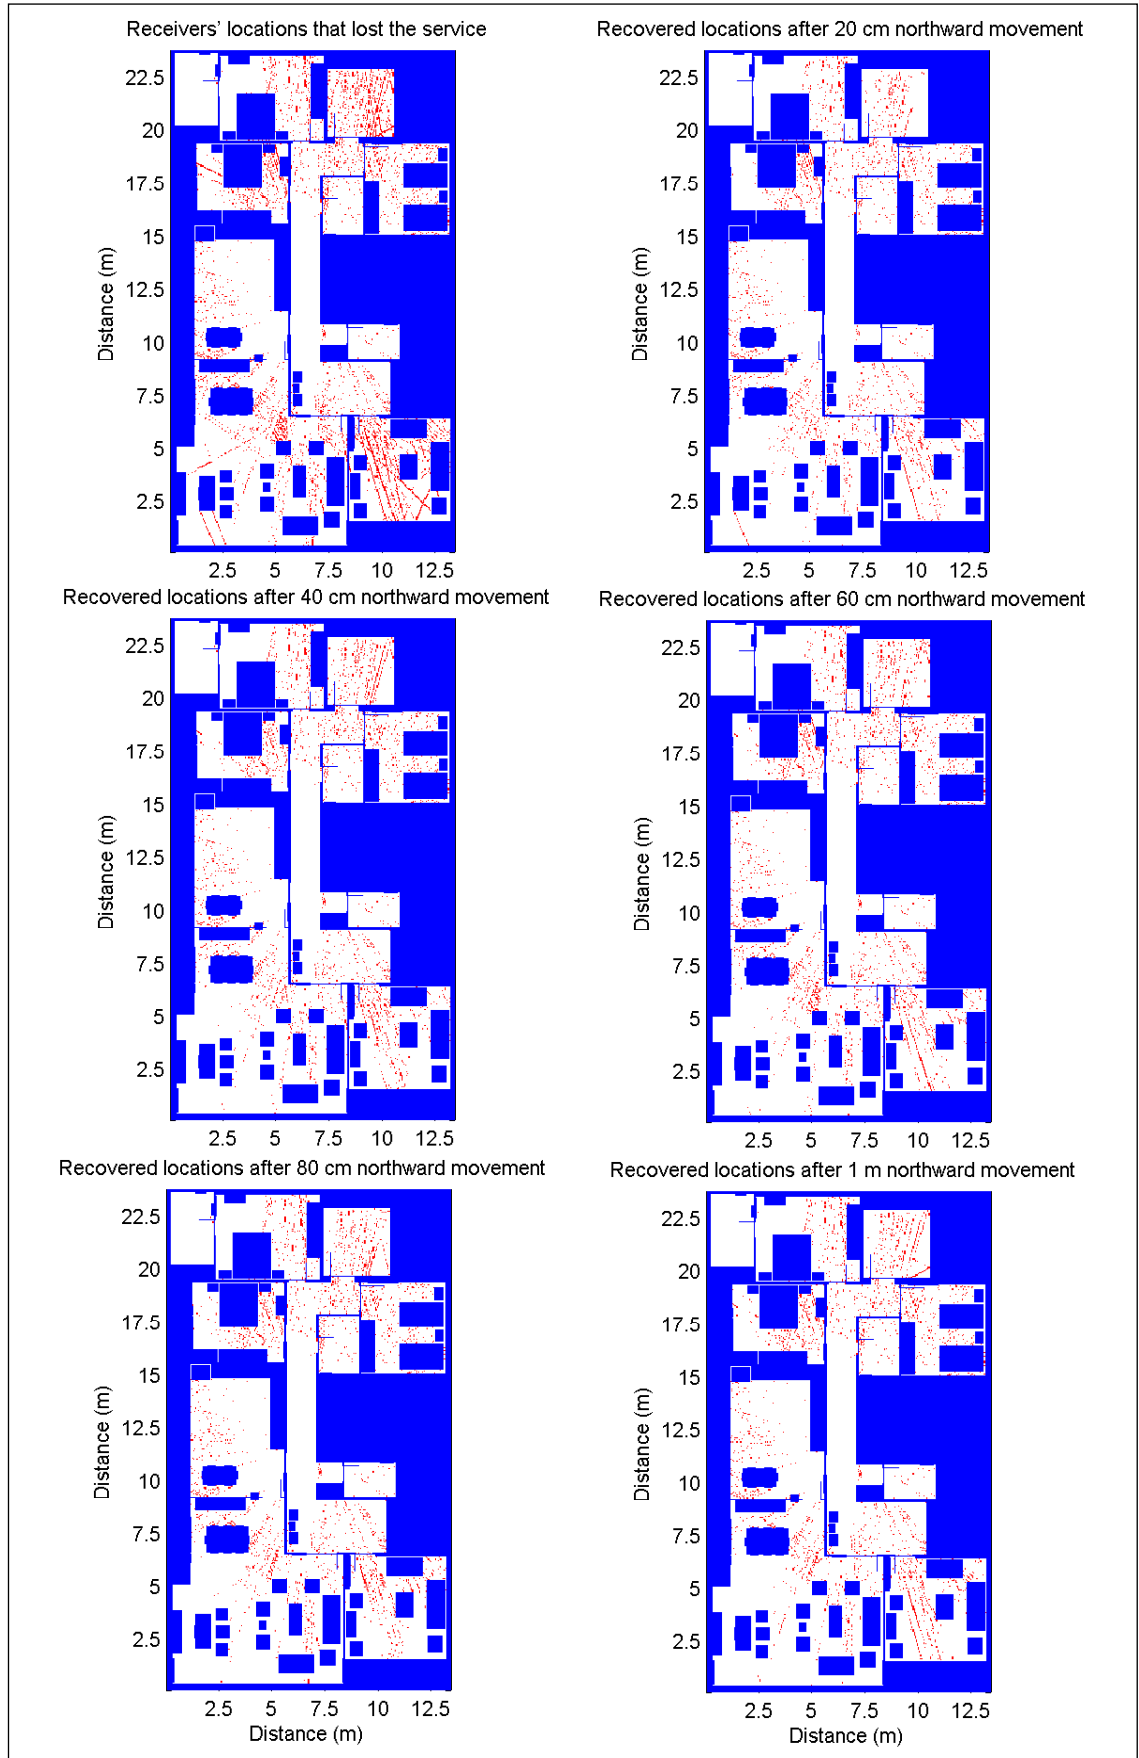 Receivers' locations that lost the service
Recovered locations after 20 cm northward movement
22.5
20
17.5
15
12.5
10
7.5
5
2.5
Distance (m)
2.5 5 7.5 10 12.5
22.5
20
17.5
15
12.5
10
7.5
5
2.5
Distance (m)
2.5 5 7.5 10 12.5
Recovered locations after 40 cm northward movement
Recovered locations after 60 cm northward movement
22.5
20
17.5
15
12.5
10
7.5
5
2.5
Distance (m)
2.5 5 7.5 10 12.5
22.5
20
17.5
15
12.5
10
7.5
5
2.5
Distance (m)
2.5 5 7.5 10 12.5
Recovered locations after 80 cm northward movement
Recovered locations after 1 m northward movement
22.5
20
17.5
15
12.5
10
7.5
5
2.5
Distance (m)
2.5 5 7.5 10 12.5
Distance (m)
22.5
20
17.5
15
12.5
10
7.5
5
2.5
Distance (m)
2.5 5 7.5 10 12.5
Distance (m)